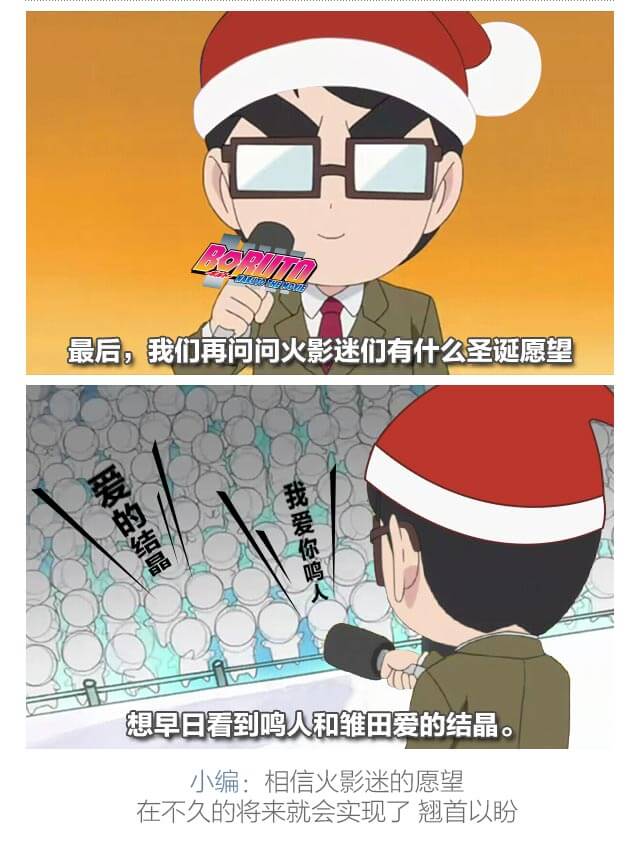 BORUTO
NARUTO THE MOVIE
最后，我们再问问火影迷们有什么圣诞愿望
爱的结晶
我爱你鸣人
想早日看到鸣人和雏田爱的结晶。
小编：相信火影迷的愿望
在不久的将来就会实现了 翘首以盼